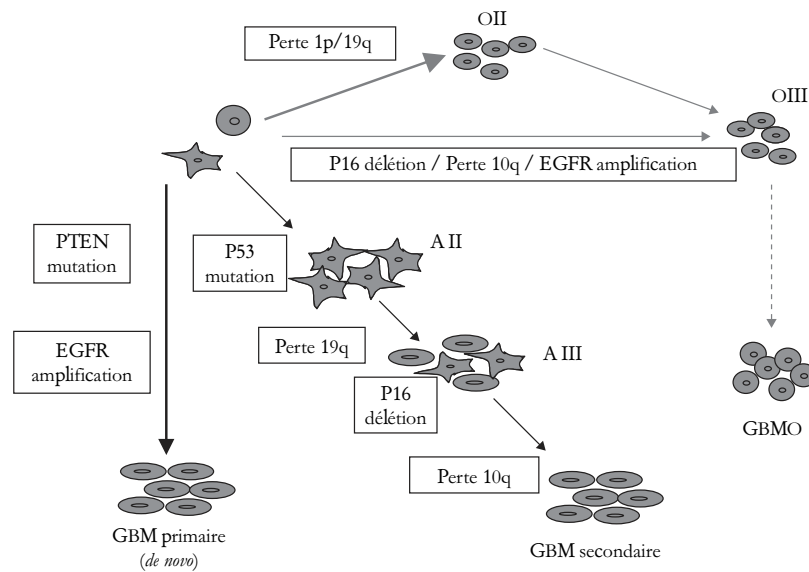 OII
Perte 1p/19q
OIII
P16 délétion / Perte 10q / EGFR amplification
PTEN
mutation
P53
mutation
A II
EGFR
amplification
Perte 19q
A III
P16
délétion
GBMO
Perte 10q
GBM primaire
(de novo)
GBM secondaire